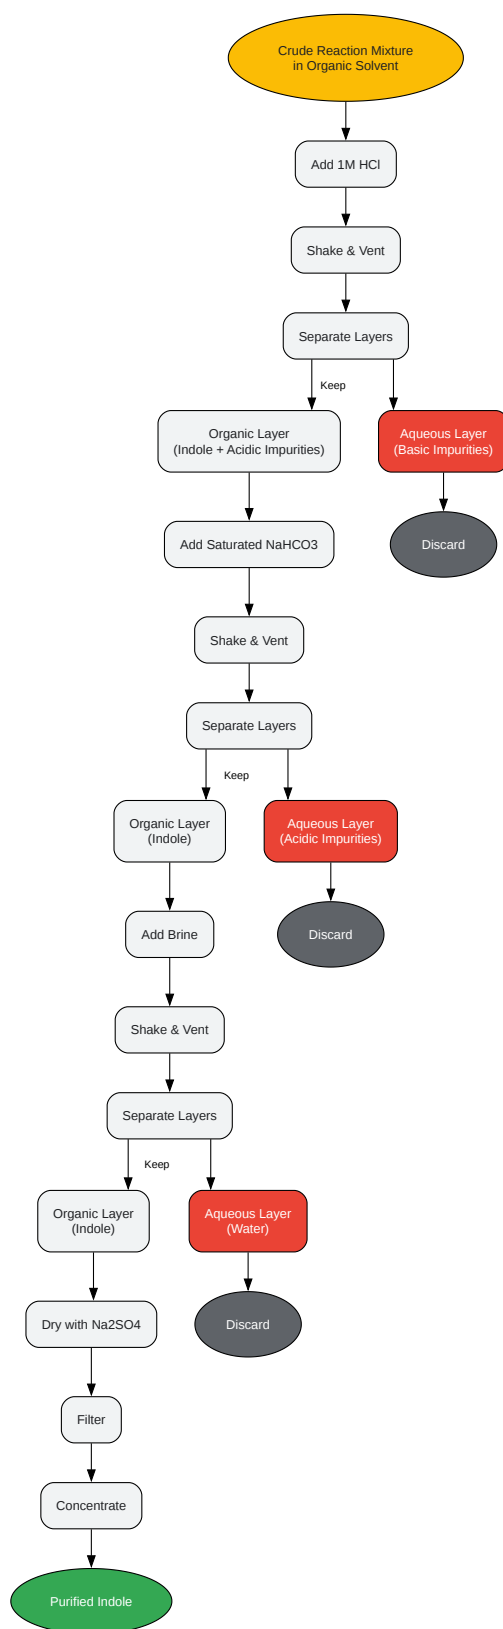 Crude Reaction Mixture
in Organic Solvent
Add 1M HCl
Shake & Vent
Separate Layers
Keep
Organic Layer
(Indole + Acidic Impurities)
Aqueous Layer
(Basic Impurities)
Add Saturated NaHCO3
Discard
Shake & Vent
Separate Layers
Keep
Organic Layer
(Indole)
Aqueous Layer
(Acidic Impurities)
Add Brine
Discard
Shake & Vent
Separate Layers
Keep
Organic Layer
(Indole)
Aqueous Layer
(Water)
Dry with Na2SO4
Discard
Filter
Concentrate
Purified Indole